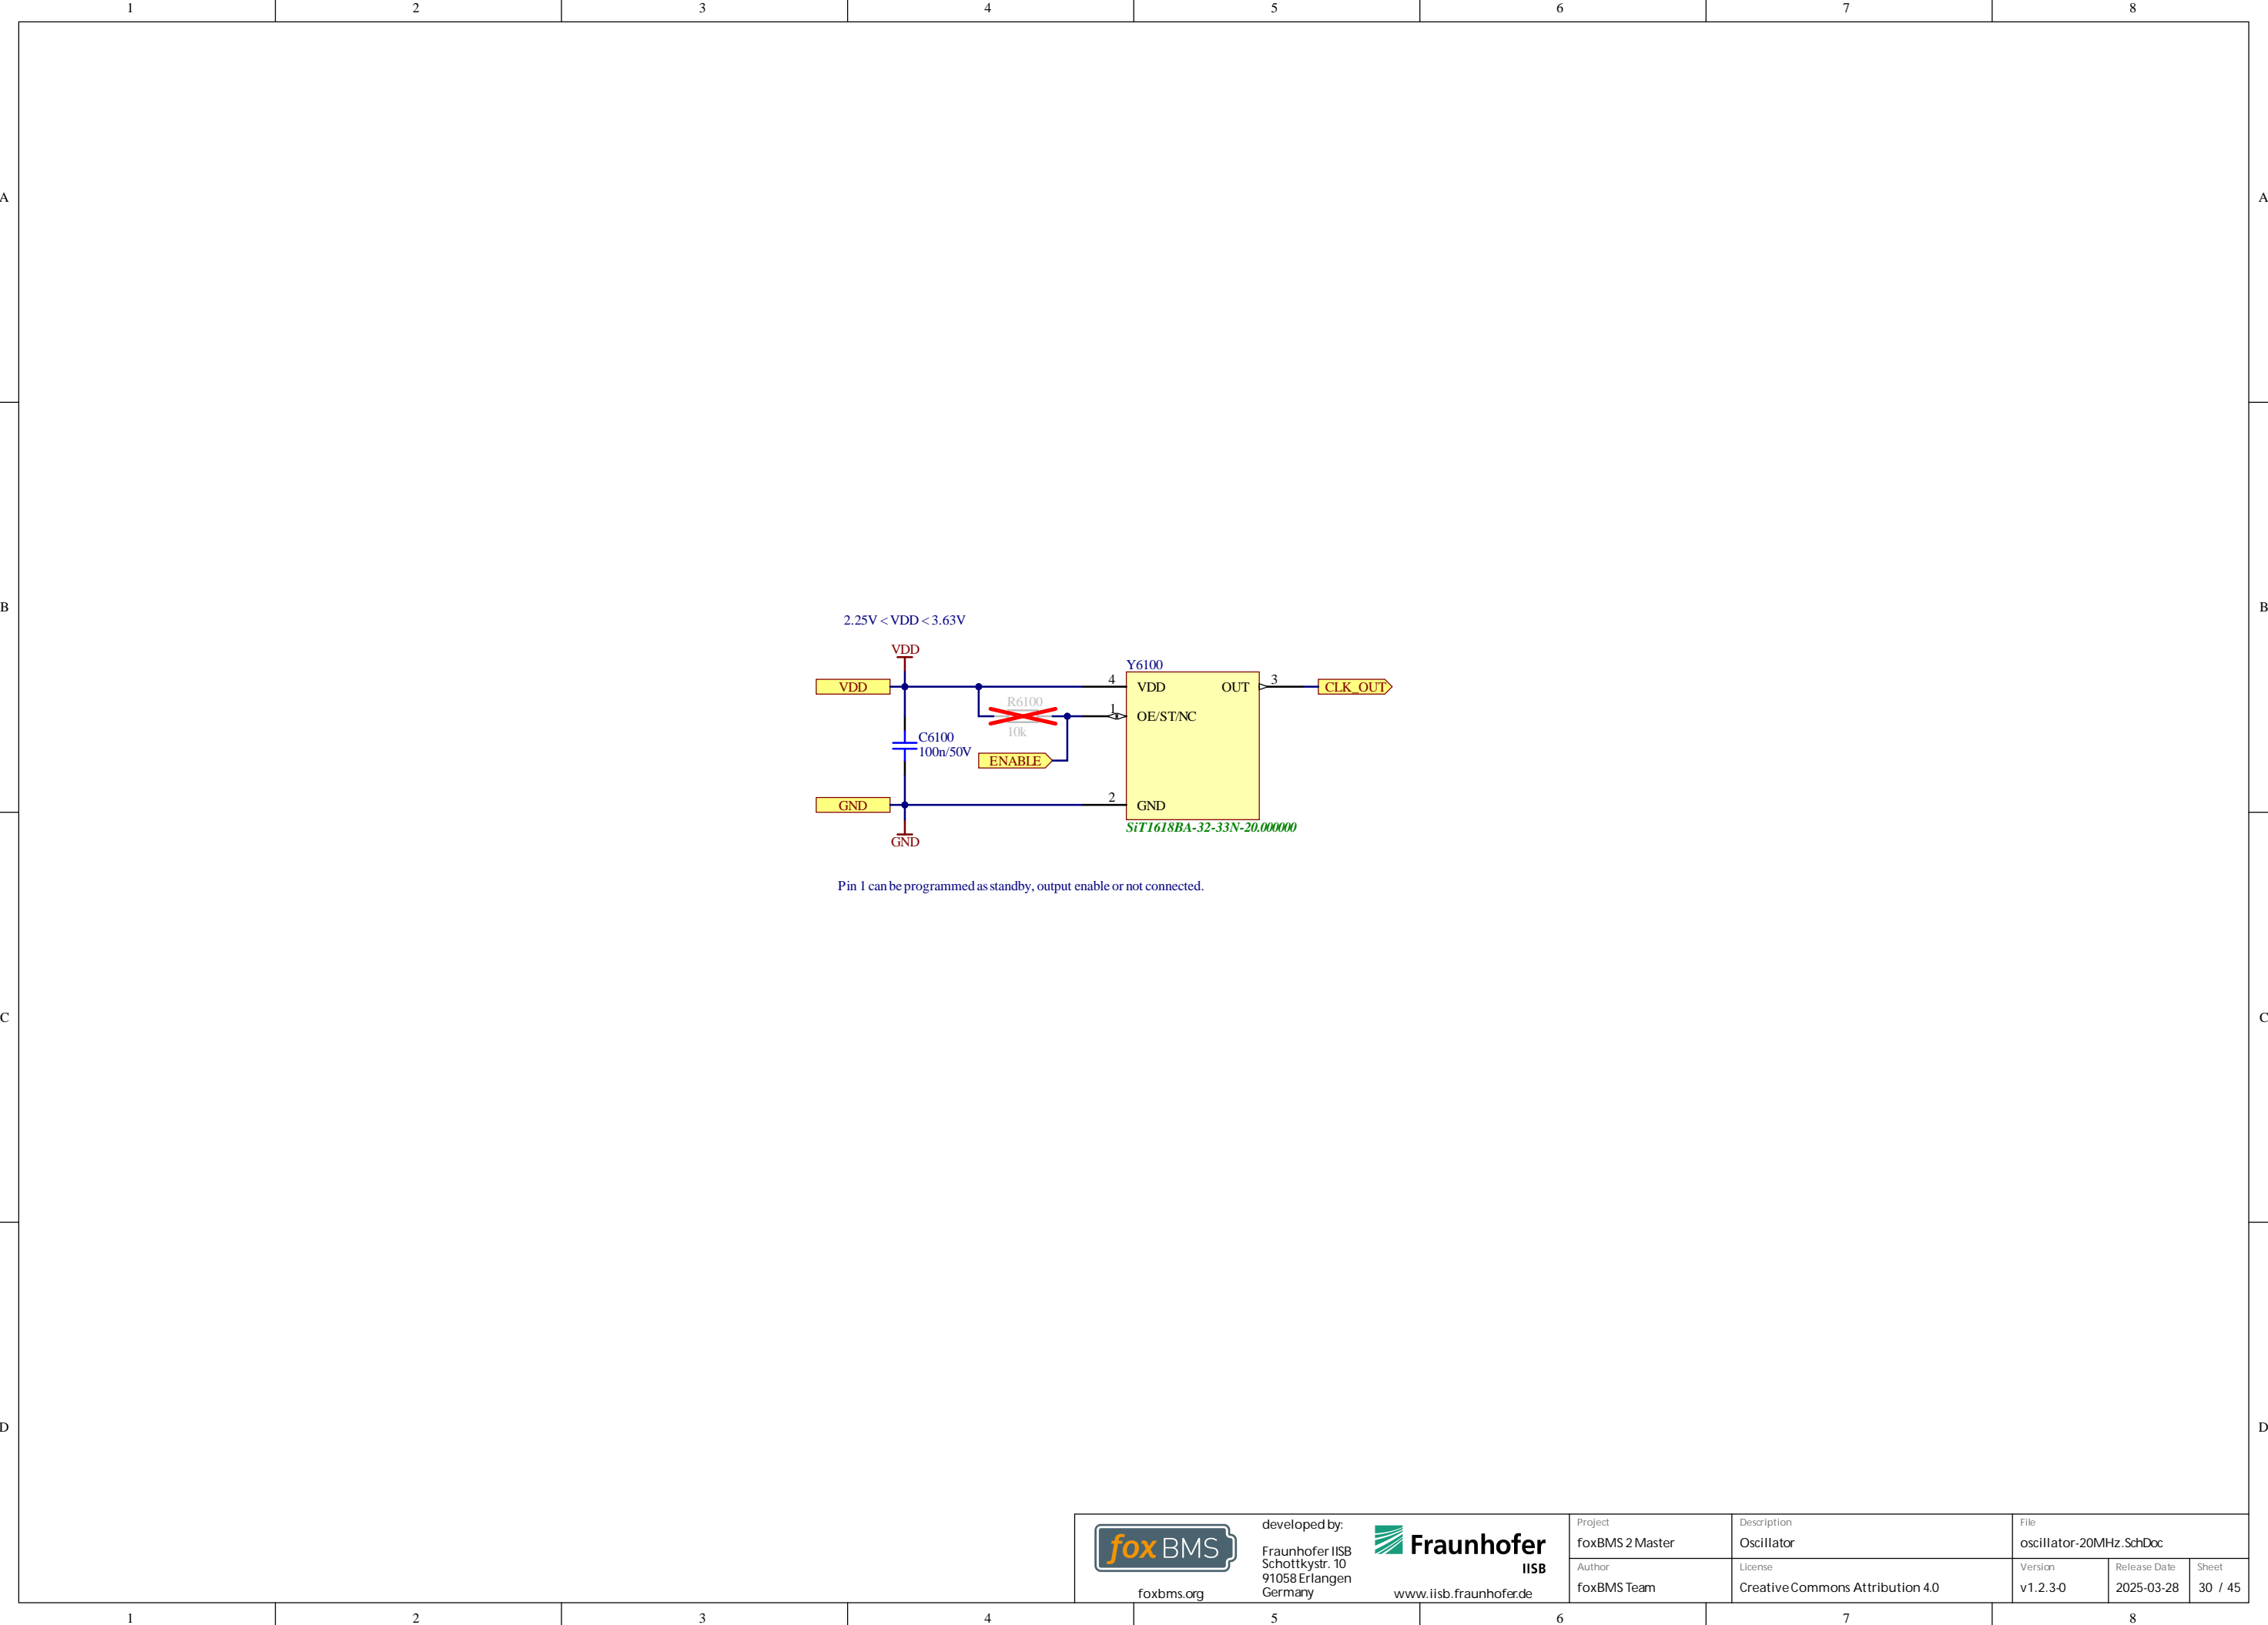 1 2 3 4 5 6 7 8
A A
B B
2.25V < VDD < 3.63V
VDD
VDD
Y6100
4 VDD OUT 3 CLK_OUT
R6100
1 OE/ST/NC
10k
C6100
100n/50V
ENABLE
GND
2 GND
SiT1618BA-32-33N-20.000000
GND
Pin 1 can be programmed as standby, output enable or not connected.
C C
D D
foxBMS
foxbms.org
developed by:
Fraunhofer IISB
Schottkystr. 10
91058 Erlangen
Germany
Fraunhofer
IISB
www.iisb.fraunhofer.de
Project
foxBMS 2 Master
Description
Oscillator
File
oscillator-20MHz.SchDoc
Author
foxBMS Team
License
Creative Commons Attribution 4.0
Version
v1.2.3-0
Release Date
2025-03-28
Sheet
30 / 45
1 2 3 4 5 6 7 8